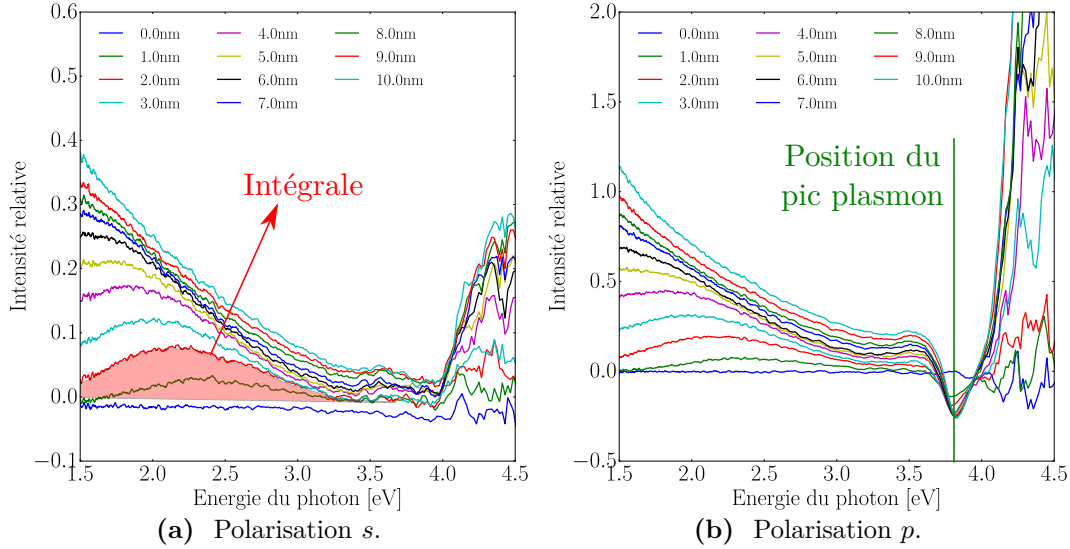 0.6
0.5
0.4
0.3
0.2
0.1
0.0
−0.1
Intensité relative
0.0nm
1.0nm
2.0nm
3.0nm
4.0nm
5.0nm
6.0nm
7.0nm
8.0nm
9.0nm
10.0nm
Intégrale
1.5 2.0 2.5 3.0 3.5 4.0 4.5
Energie du photon [eV]
(a) Polarisation s.
2.0
1.5
1.0
0.5
0.0
−0.5
Intensité relative
0.0nm
1.0nm
2.0nm
3.0nm
4.0nm
5.0nm
6.0nm
7.0nm
8.0nm
9.0nm
10.0nm
Position du
pic plasmon
1.5 2.0 2.5 3.0 3.5 4.0 4.5
Energie du photon [eV]
(b) Polarisation p.